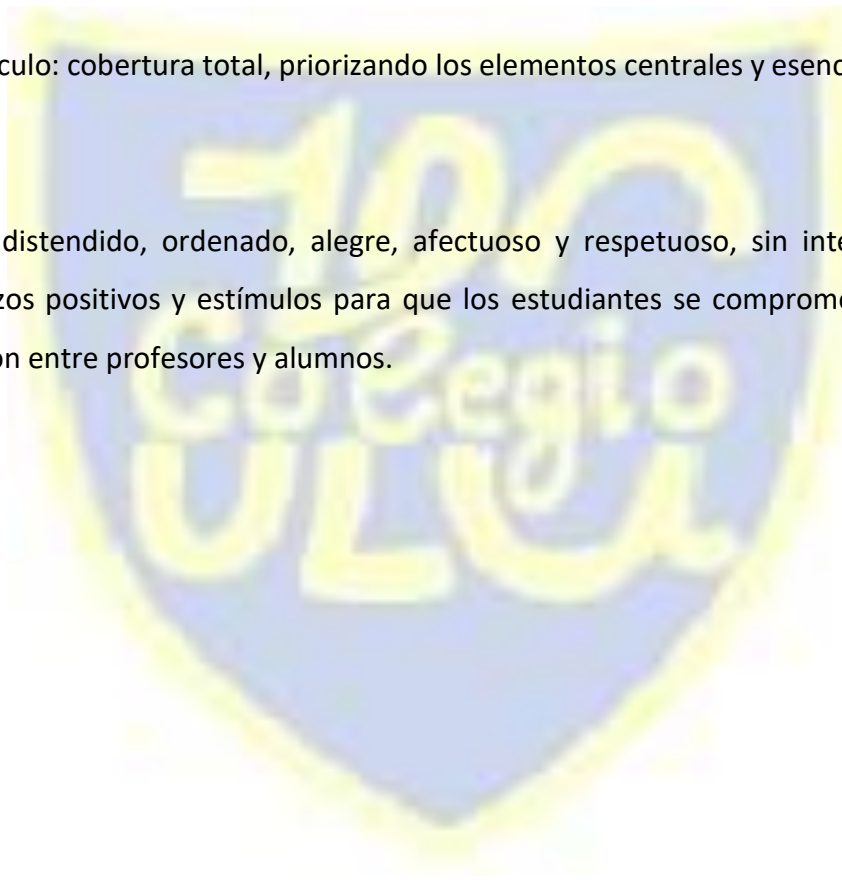 culo: cobertura total, priorizando los elementos centrales y esenc
distendido, ordenado, alegre, afectuoso y respetuoso, sin inte
zos positivos y estímulos para que los estudiantes se comprome
ón entre profesores y alumnos.
Colegio